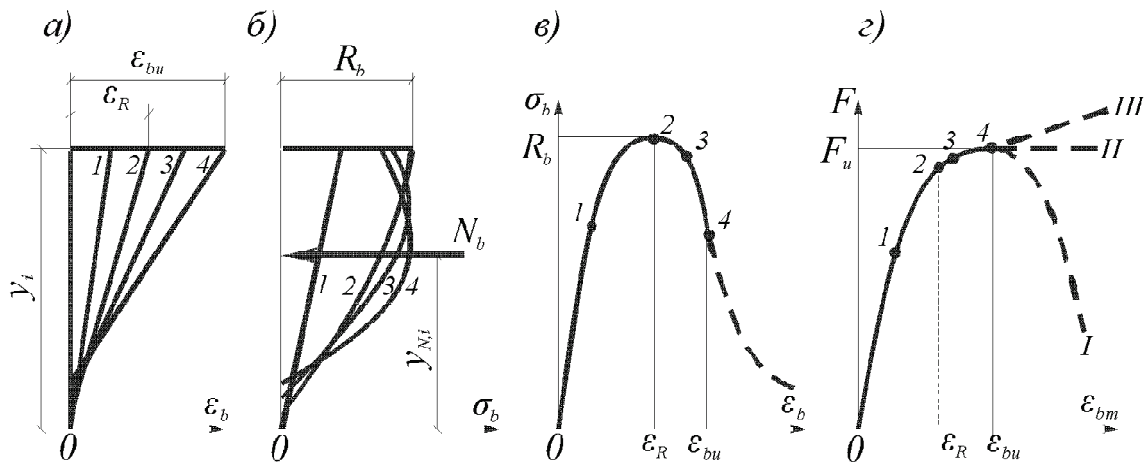 а) б) в) г)
ε_bu
ε_R
R_b
σ_b
R_b
F
F_u
III
II
I
1 2 3 4
1 2 3 4
N_b
y_i
y_N,i
1
2
3
4
1
2
3
4
0
ε_b
0
σ_b
0
ε_R
ε_bu
ε_b
0
ε_R
ε_bu
ε_bm